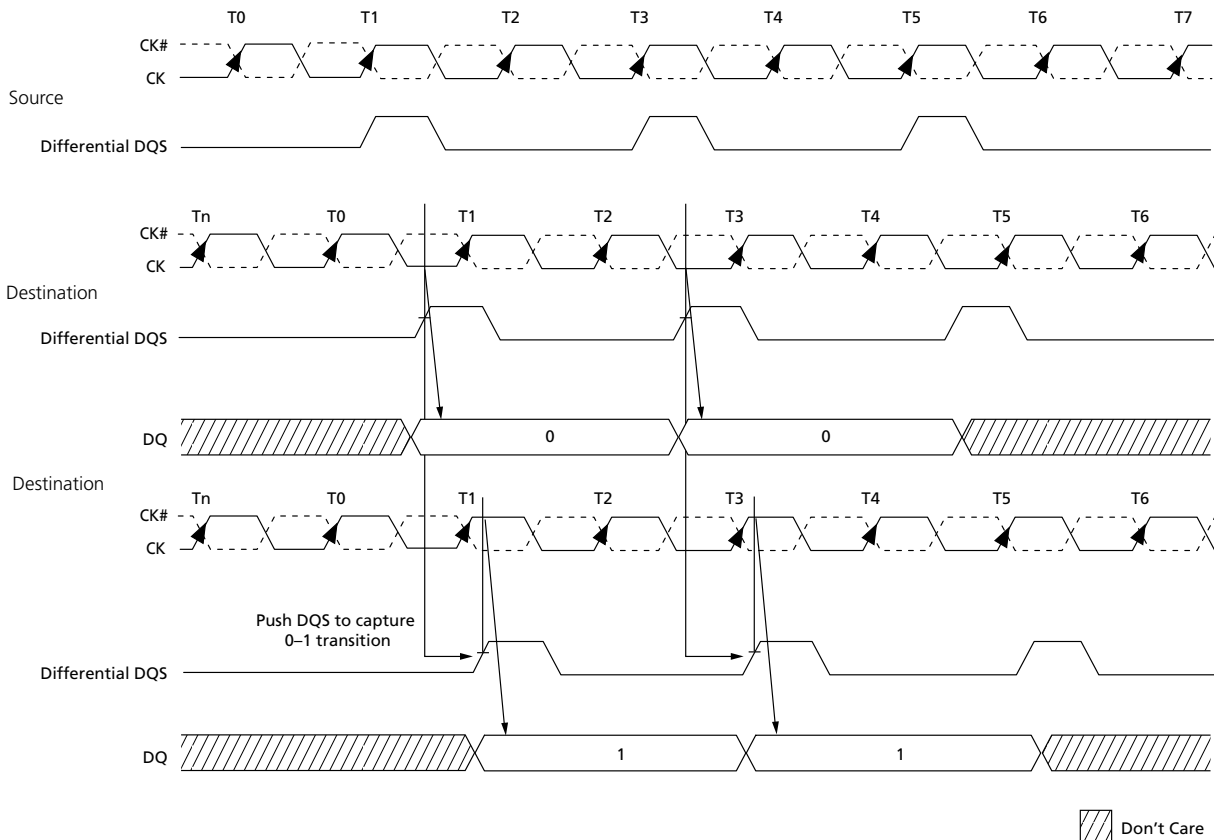 T0 T1 T2 T3 T4 T5 T6 T7
CK#
CK
Source
Differential DQS
Tn T0 T1 T2 T3 T4 T5 T6
CK#
CK
Destination
Differential DQS
DQ 0 0
Destination
Tn T0 T1 T2 T3 T4 T5 T6
CK#
CK
Push DQS to capture
0–1 transition
Differential DQS
DQ 1 1
Don't Care